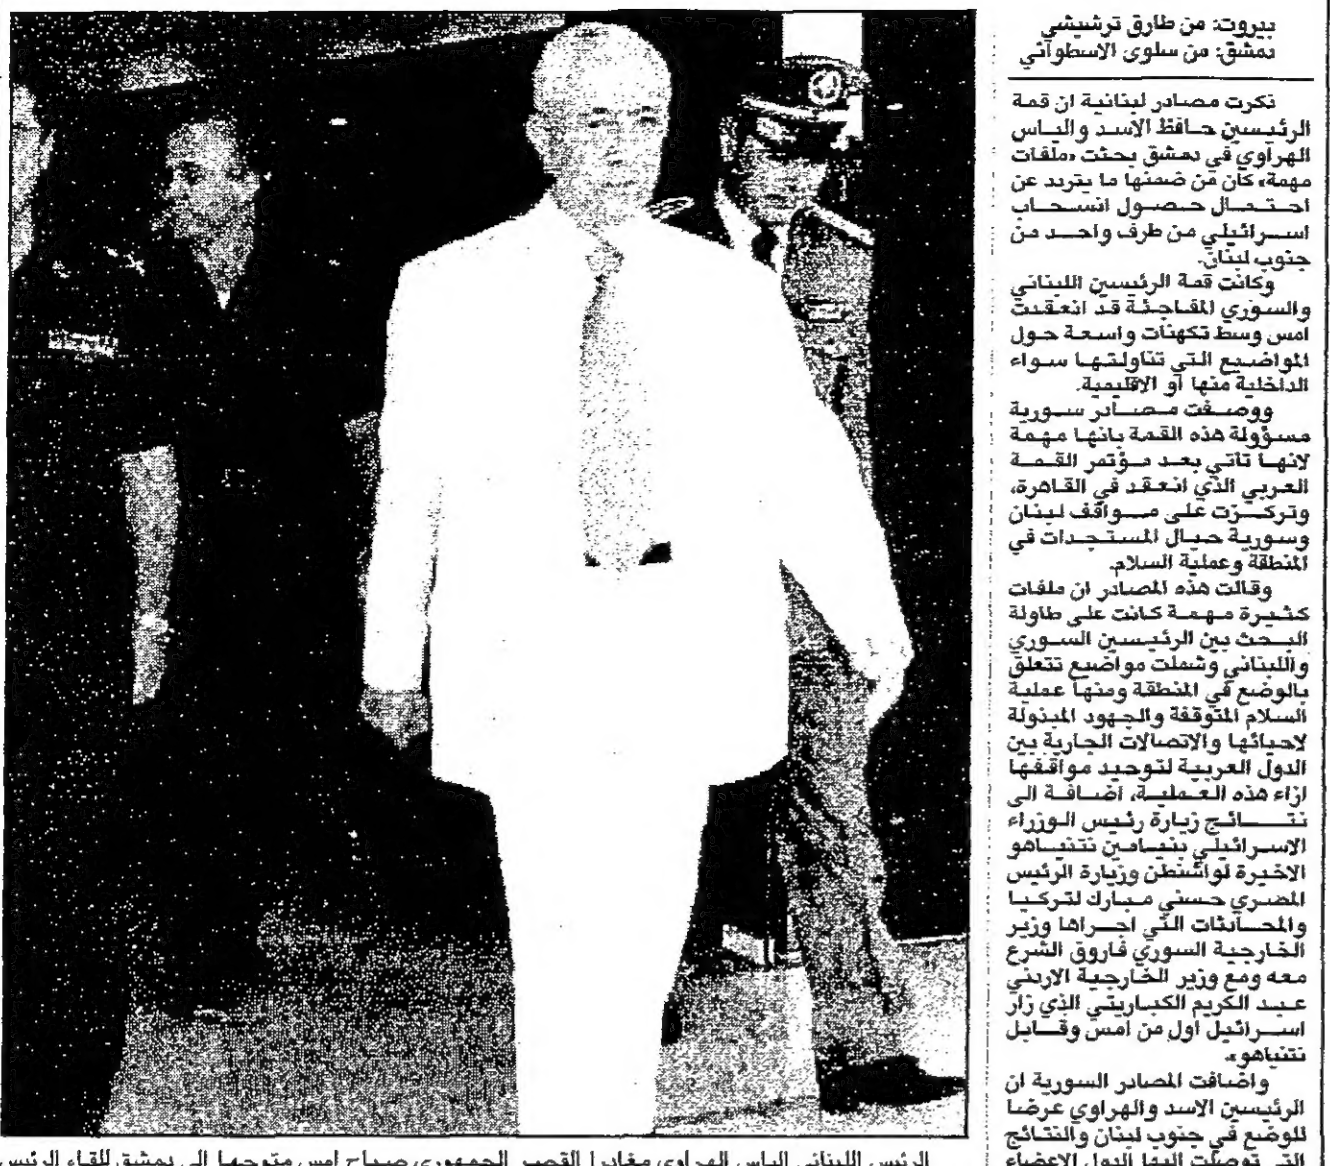 بيروت: من طارق ترشيشي
دمشق: من سلوى الاسطواني
ذكرت مصادر لبنانية ان قمة
الرئيسين حافظ الاسد والياس
الهراوي في دمشق بحثت «ملفات
مهمة» كان من ضمنها ما يتردد عن
احتمال حصول انسحاب
اسرائيلي من طرف واحد من
جنوب لبنان.
وكانت قمة الرئيسين اللبناني
والسوري المفاجئة قد انعقدت
امس وسط تكهنات واسعة حول
المواضيع التي تناولتها سواء
الداخلية منها أو الاقليمية.
ووصفت مصادر سورية
مسؤولة هذه القمة بانها مهمة
لانها تأتي بعد مؤتمر القمة
العربي الذي انعقد في القاهرة،
وتركزت على مواقف لبنان
وسورية حيال المستجدات في
المنطقة وعملية السلام.
وقالت هذه المصادر ان ملفات
كثيرة مهمة كانت على طاولة
البحث بين الرئيسين السوري
واللبناني وشملت مواضيع تتعلق
بالوضع في المنطقة ومنها عملية
السلام المتوقفة والجهود المبذولة
لاحيائها والاتصالات الجارية بين
الدول العربية لتوحيد مواقفها
ازاء هذه العملية، اضافة الى
نتائج زيارة رئيس الوزراء
الاسرائيلي بنيامين نتنياهو
الاخيرة لواشنطن وزيارة الرئيس
المصري حسني مبارك لتركيا
والمحادثات التي اجراها وزير
الخارجية السوري فاروق الشرع
معه ومع وزير الخارجية الاردني
عبد الكريم الكباريتي الذي زار
اسرائيل اول من امس وقابل
نتنياهو».
واضافت المصادر السورية ان
الرئيسين الاسد والهراوي عرضا
للوضع في جنوب لبنان والنتائج
التي توصلت اليها الدول الاعضاء
الرئيس اللبناني الياس الهراوي مغادرا القصر الجمهوري صباح امس متوجها الى دمشق للقاء الرئيس